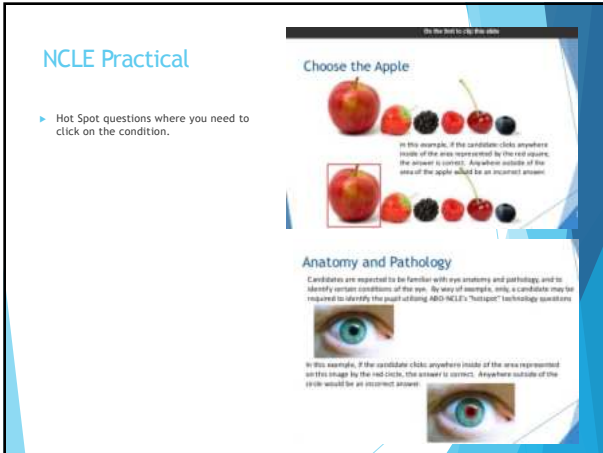 NCLE Practical
Hot Spot questions where you need to
click on the condition.
Be the first to clip this slide
Choose the Apple
In this example, if the candidate clicks anywhere
inside of the area represented by the red square,
the answer is correct. Anywhere outside of the
area of the apple would be an incorrect answer.
Anatomy and Pathology
Candidates are expected to be familiar with eye anatomy and pathology, and to
identify certain conditions of the eye. By way of example, only, a candidate may be
required to identify the pupil utilizing ABO-NCLE's "hotspot" technology questions
In this example, if the candidate clicks anywhere inside of the area represented
on this image by the red circle, the answer is correct. Anywhere outside of the
circle would be an incorrect answer.